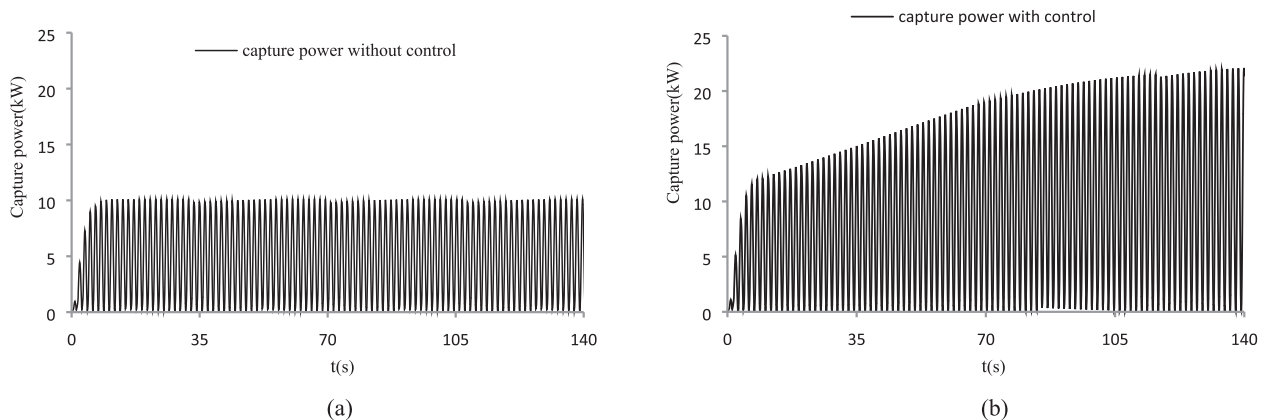 capture power without control
Capture power(kW)
25
20
15
10
5
0
0 35 70 105 140
t(s)
(a)
capture power with control
Capture power(kW)
25
20
15
10
5
0
0 35 70 105 140
t(s)
(b)